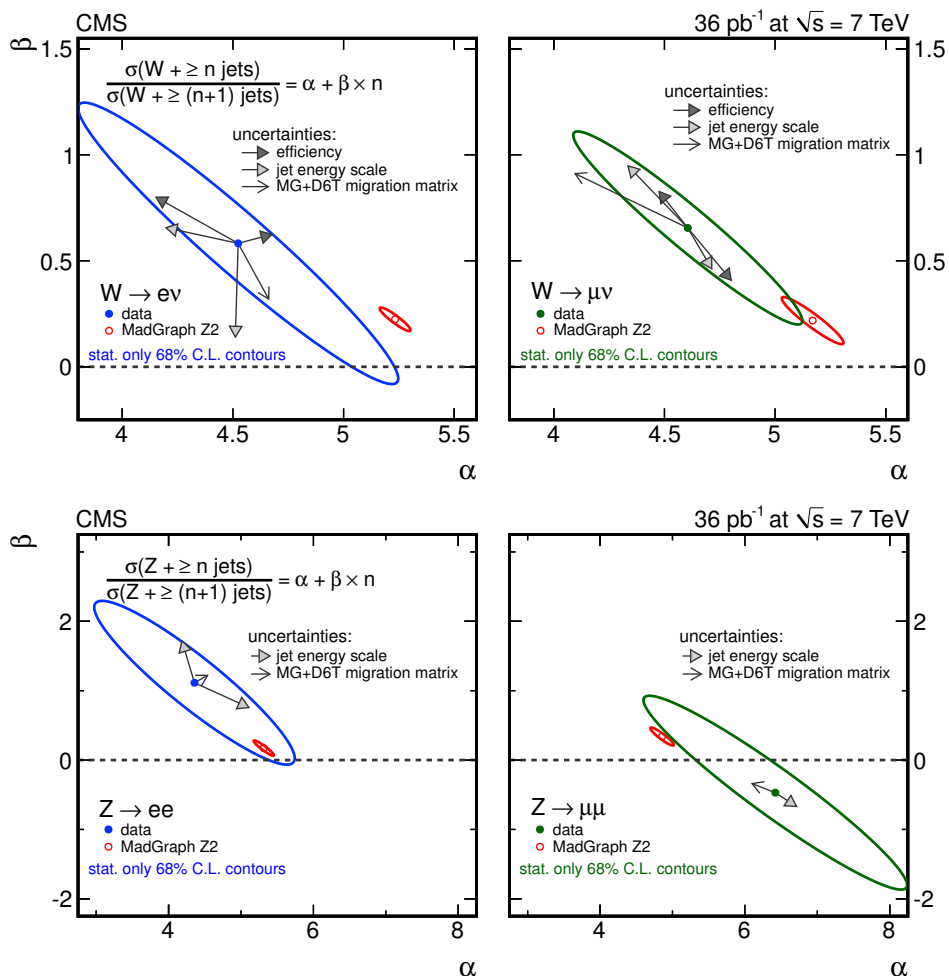 CMS
36 pb⁻¹ at √s = 7 TeV
β
1.5
1
0.5
0
σ(W + ≥ n jets)
σ(W + ≥ (n+1) jets)
= α + β × n
uncertainties:
efficiency
jet energy scale
MG+D6T migration matrix
W → eν
data
MadGraph Z2
stat. only 68% C.L. contours
4 4.5 5 5.5
α
uncertainties:
efficiency
jet energy scale
MG+D6T migration matrix
W → μν
data
MadGraph Z2
stat. only 68% C.L. contours
1.5
1
0.5
0
4 4.5 5 5.5
α
CMS
36 pb⁻¹ at √s = 7 TeV
β
2
0
-2
σ(Z + ≥ n jets)
σ(Z + ≥ (n+1) jets)
= α + β × n
uncertainties:
jet energy scale
MG+D6T migration matrix
Z → ee
data
MadGraph Z2
stat. only 68% C.L. contours
4 6 8
α
uncertainties:
jet energy scale
MG+D6T migration matrix
Z → μμ
data
MadGraph Z2
stat. only 68% C.L. contours
2
0
-2
4 6 8
α